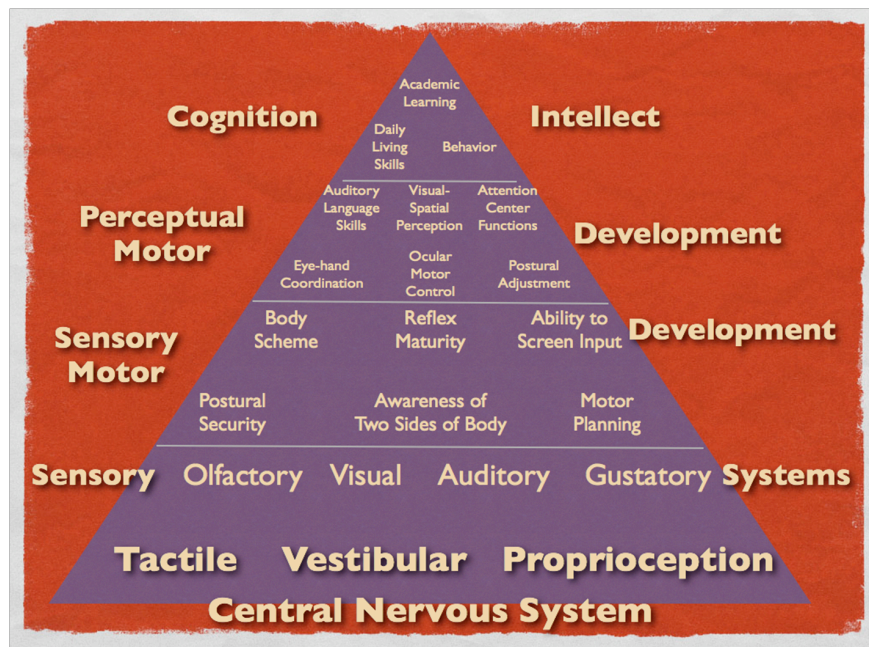 Academic
Learning
Cognition
Intellect
Daily
Living
Skills
Behavior
Auditory
Language
Skills
Visual-
Spatial
Perception
Attention
Center
Functions
Perceptual
Motor
Development
Eye-hand
Coordination
Ocular
Motor
Control
Postural
Adjustment
Sensory
Motor
Body
Scheme
Reflex
Maturity
Ability to
Screen Input
Development
Postural
Security
Awareness of
Two Sides of Body
Motor
Planning
Sensory Olfactory Visual Auditory Gustatory Systems
Tactile Vestibular Proprioception
Central Nervous System